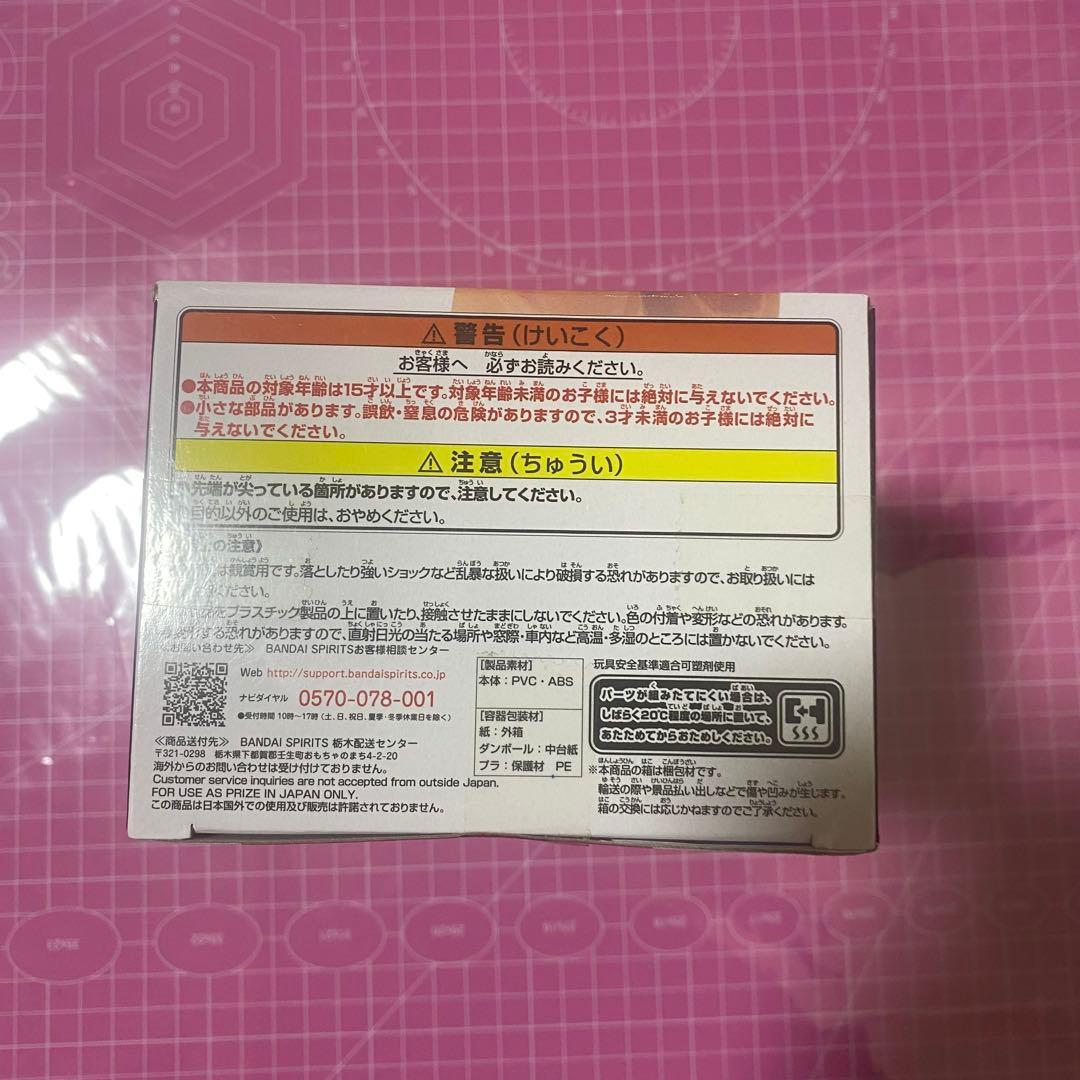 ⚠ 警告(けいこく)
お客様へ 必ずお読みください。
●本商品の対象年齢は15才以上です。対象年齢未満のお子様には絶対に与えないでください。
●小さな部品があります。誤飲・窒息の危険がありますので、3才未満のお子様には絶対に
与えないでください。
⚠ 注意(ちゅうい)
先端が尖っている箇所がありますので、注意してください。
目的以外のご使用は、おやめください。
の注意》
は観賞用です。落としたり強いショックなど乱暴な扱いにより破損する恐れがありますので、お取り扱いには
ください。
をプラスチック製品の上に置いたり、接触させたままにしないでください。色の付着や変形などの恐れがあります。
する恐れがありますので、直射日光の当たる場所や窓際・車内など高温・多湿のところには置かないでください。
≪お問い合わせ先≫ BANDAI SPIRITSお客様相談センター
Web http://support.bandaispirits.co.jp
ナビダイヤル 0570-078-001
●受付時間 10時〜17時(土、日、祝日、夏季・冬季休業日を除く)
≪商品送付先≫ BANDAI SPIRITS 栃木配送センター
〒321-0298 栃木県下都賀郡壬生町おもちゃのまち4-2-20
海外からのお問い合わせは受け付けておりません。
Customer service inquiries are not accepted from outside Japan.
FOR USE AS PRIZE IN JAPAN ONLY.
この商品は日本国外での使用及び販売は許諾されておりません。
【製品素材】
本体:PVC・ABS
【容器包装材】
紙:外箱
ダンボール:中台紙
プラ:保護材 PE
玩具安全基準適合可塑剤使用
パーツが組みたてにくい場合は、
しばらく20℃程度の場所に置いて、
あたためてからおためしください。
※本商品の箱は梱包材です。
輸送の際や景品払い出しなどで傷や凹みが生じます。
箱の交換には応じかねますのでご了承ください。